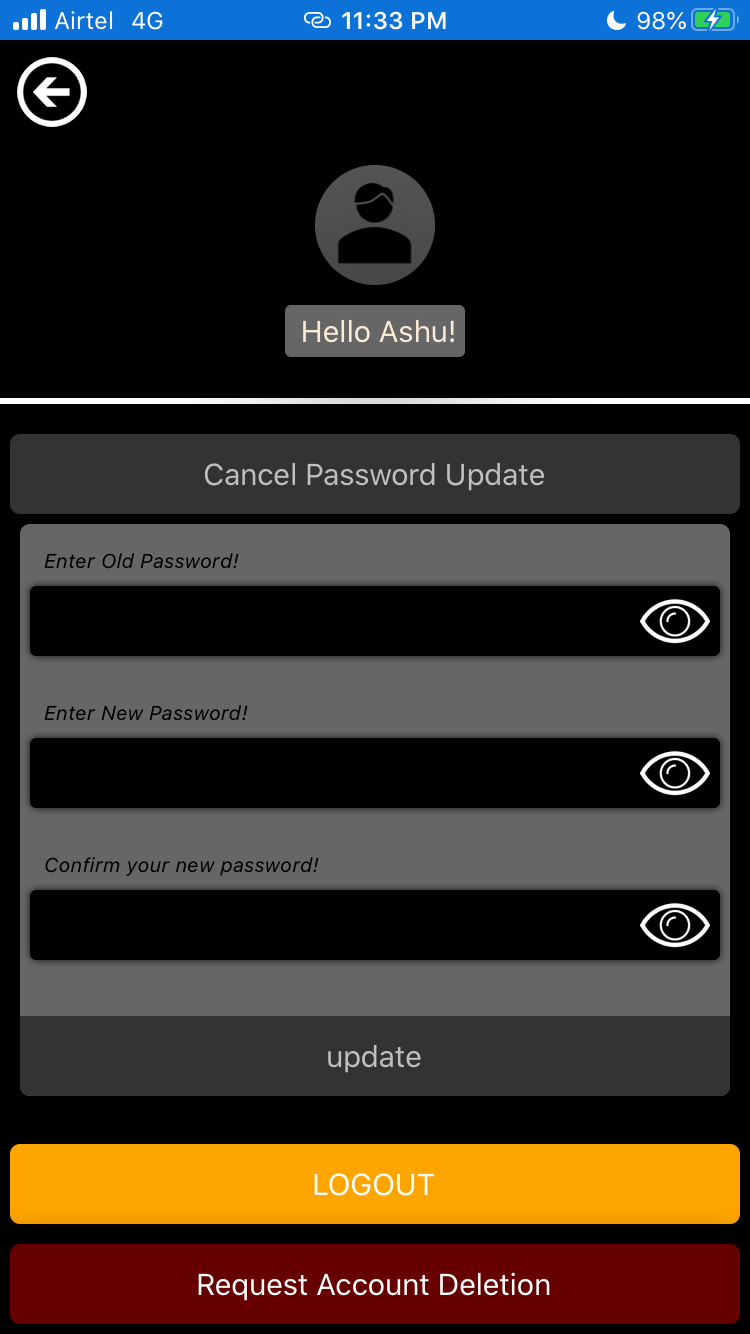 Airtel 4G 11:33 PM 98%
Hello Ashu!
Cancel Password Update
Enter Old Password!
Enter New Password!
Confirm your new password!
update
LOGOUT
Request Account Deletion